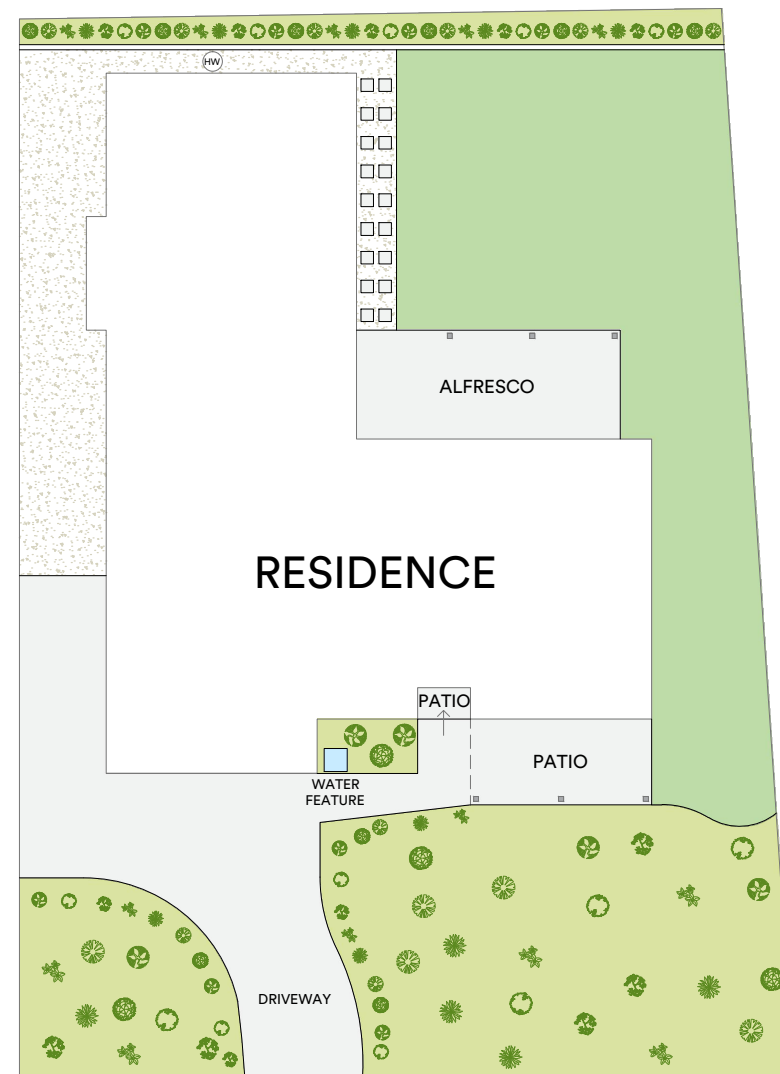 HW
ALFRESCO
RESIDENCE
PATIO
PATIO
WATER
FEATURE
DRIVEWAY